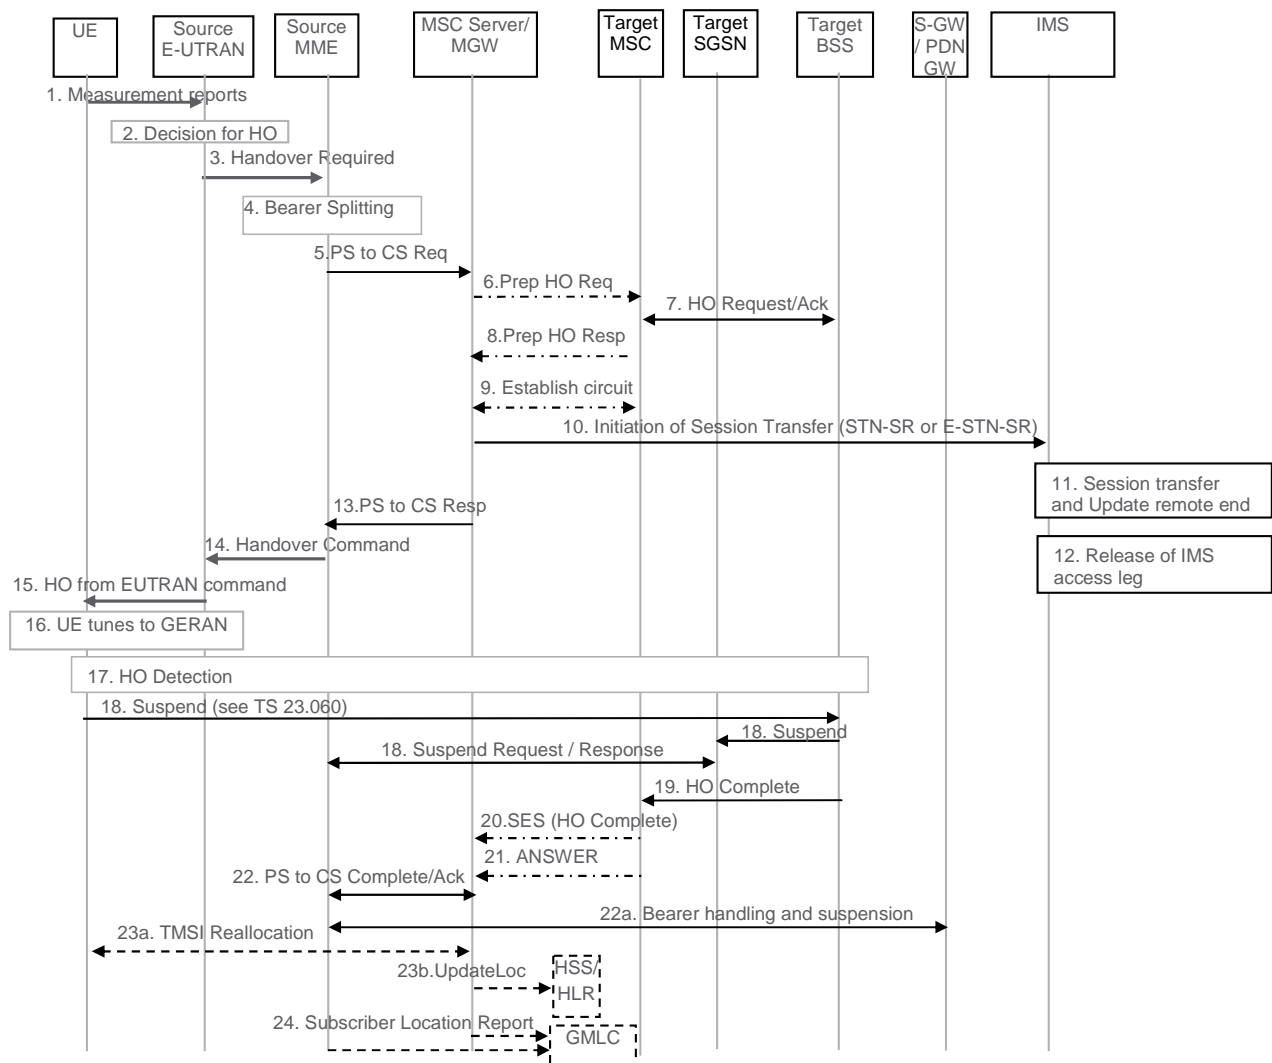 UE
Source
E-UTRAN
Source
MME
MSC Server/
MGW
Target
MSC
Target
SGSN
Target
BSS
S-GW
/ PDN
GW
IMS
1. Measurement reports
2. Decision for HO
3. Handover Required
4. Bearer Splitting
5.PS to CS Req
6.Prep HO Req
7. HO Request/Ack
8.Prep HO Resp
9. Establish circuit
10. Initiation of Session Transfer (STN-SR or E-STN-SR)
11. Session transfer
and Update remote end
13.PS to CS Resp
14. Handover Command
12. Release of IMS
access leg
15. HO from EUTRAN command
16. UE tunes to GERAN
17. HO Detection
18. Suspend (see TS 23.060)
18. Suspend
18. Suspend Request / Response
19. HO Complete
20.SES (HO Complete)
21. ANSWER
22. PS to CS Complete/Ack
22a. Bearer handling and suspension
23a. TMSI Reallocation
23b.UpdateLoc
HSS/
HLR
24. Subscriber Location Report
GMLC